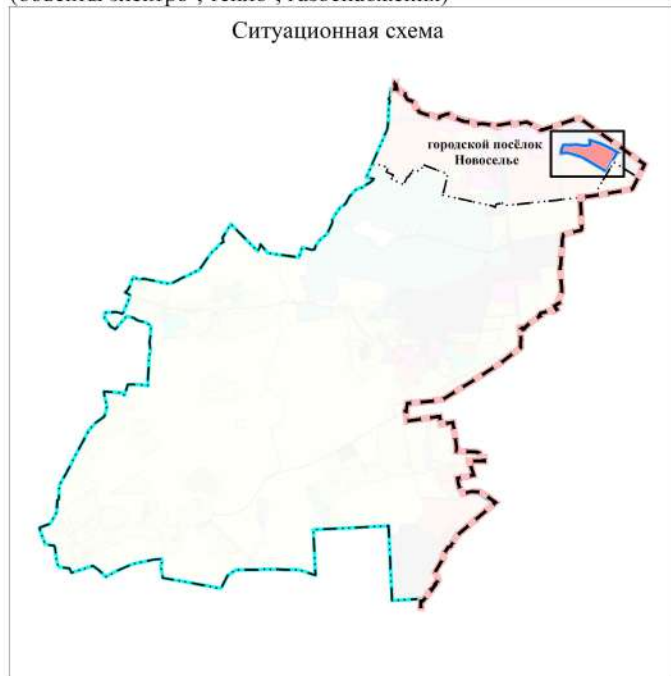 Ситуационная схема
городской посёлок
Новоселье